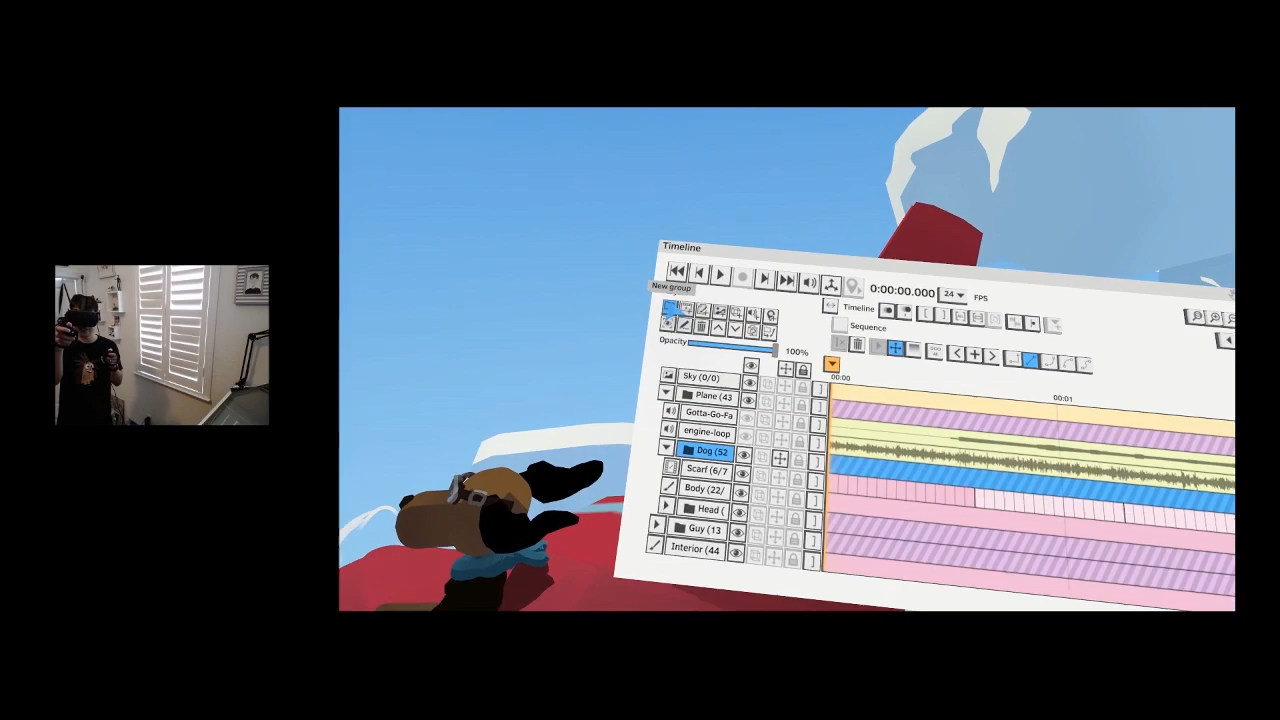 Timeline
New group
0:00:00.000
24
FPS
Timeline
Sequence
Opacity
100%
00:00
00:01
Sky (0/0)
Plane (43
Gotta-Go-Fa
engine-loop
Dog (52
Scarf (6/7
Body (22/
Head (
Guy (13
Interior (44